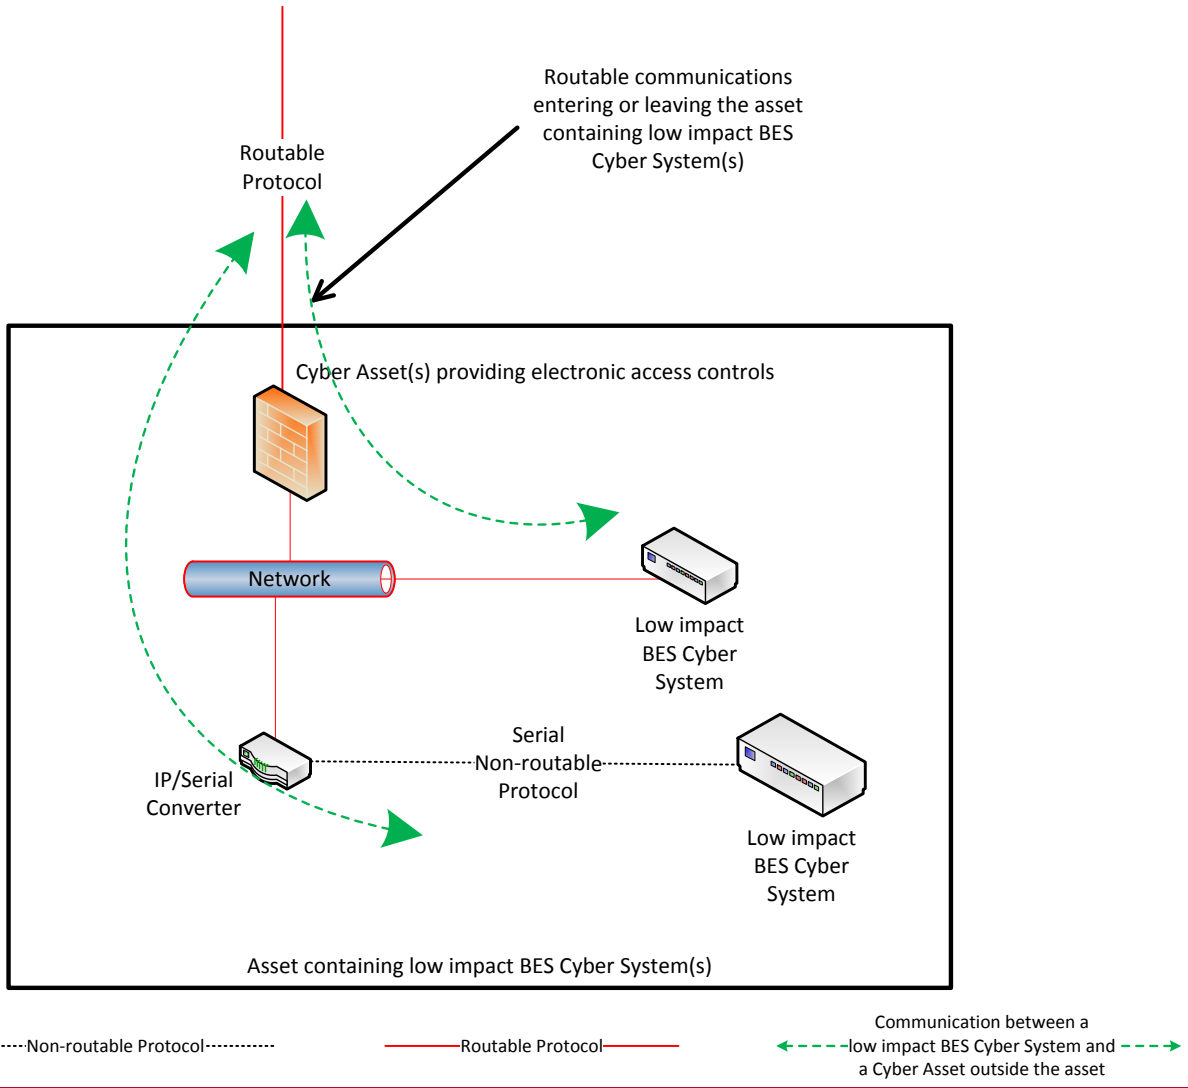 Routable communications
entering or leaving the asset
containing low impact BES
Cyber System(s)
Routable
Protocol
Cyber Asset(s) providing electronic access controls
Network
Low impact
BES Cyber
System
Serial
Non-routable
Protocol
IP/Serial
Converter
Low impact
BES Cyber
System
Asset containing low impact BES Cyber System(s)
Non-routable Protocol
Routable Protocol
Communication between a
low impact BES Cyber System and
a Cyber Asset outside the asset